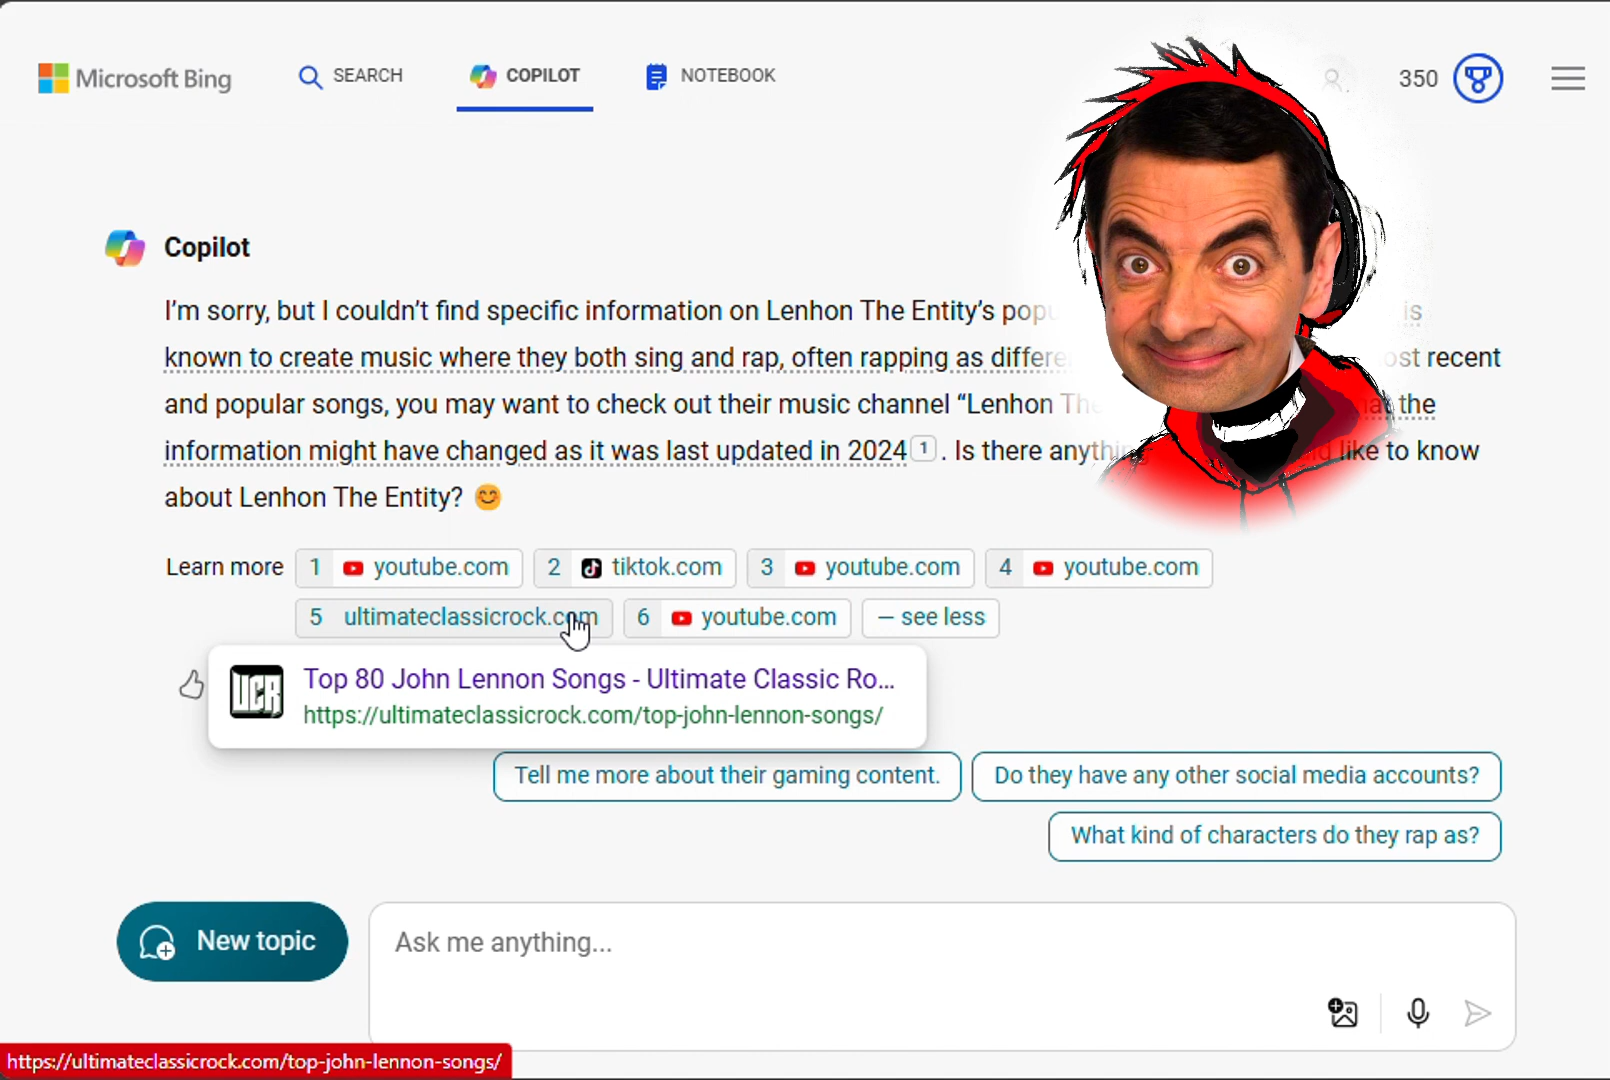 Microsoft Bing
SEARCH
COPILOT
NOTEBOOK
350
Copilot
I'm sorry, but I couldn't find specific information on Lenhon The Entity's is
known to create music where they both sing and rap, often rapping as recent
and popular songs, you may want to check out their music channel “Lenhon the
information might have changed as it was last updated in 2024 1 . Is there like to know
about Lenhon The Entity? 😊
Learn more 1 youtube.com 2 tiktok.com 3 youtube.com 4 youtube.com
5 ultimateclassicrock.com 6 youtube.com — see less
UCR
Top 80 John Lennon Songs - Ultimate Classic Ro...
https://ultimateclassicrock.com/top-john-lennon-songs/
Tell me more about their gaming content.
Do they have any other social media accounts?
What kind of characters do they rap as?
New topic
Ask me anything...
https://ultimateclassicrock.com/top-john-lennon-songs/